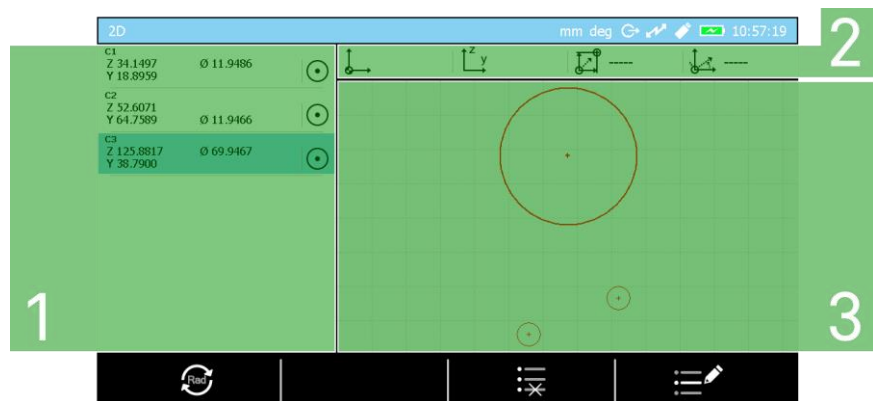 2D
mm deg 10:57:19
2
C1
Z 34.1497 Ø 11.9486
Y 18.8959
C2
Z 52.6071
Y 64.7589 Ø 11.9466
C3
Z 125.8817 Ø 69.9467
Y 38.7900
z
y
-----
-----
1
3
Rad